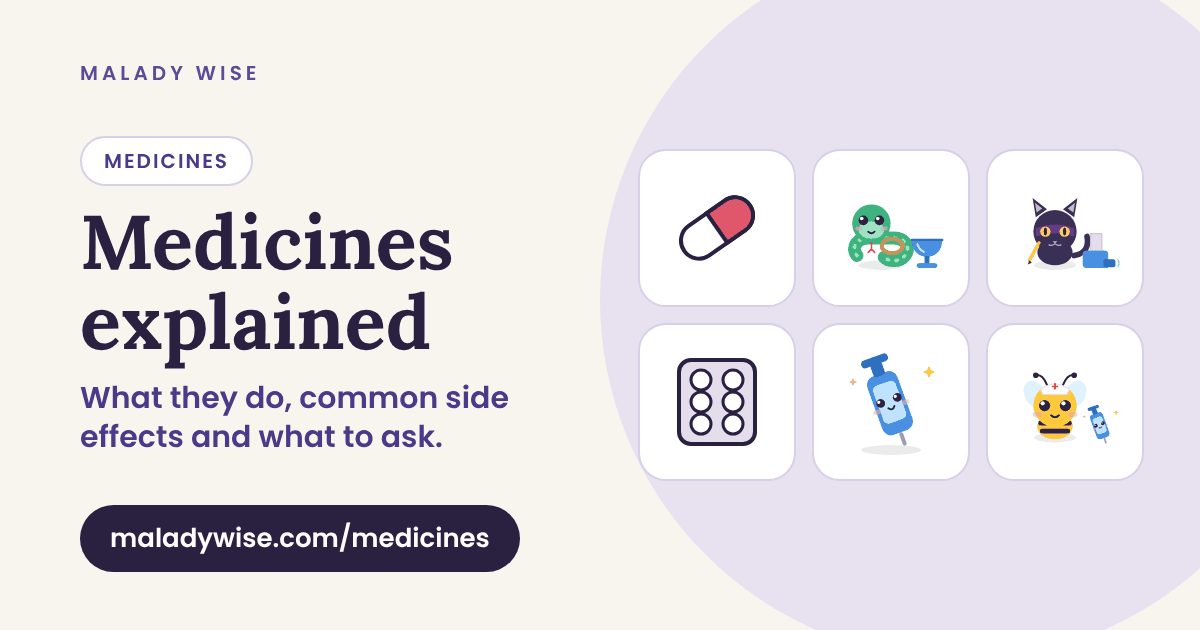 MALADY WISE
MEDICINES
Medicines
explained
What they do, common side
effects and what to ask.
maladywise.com/medicines